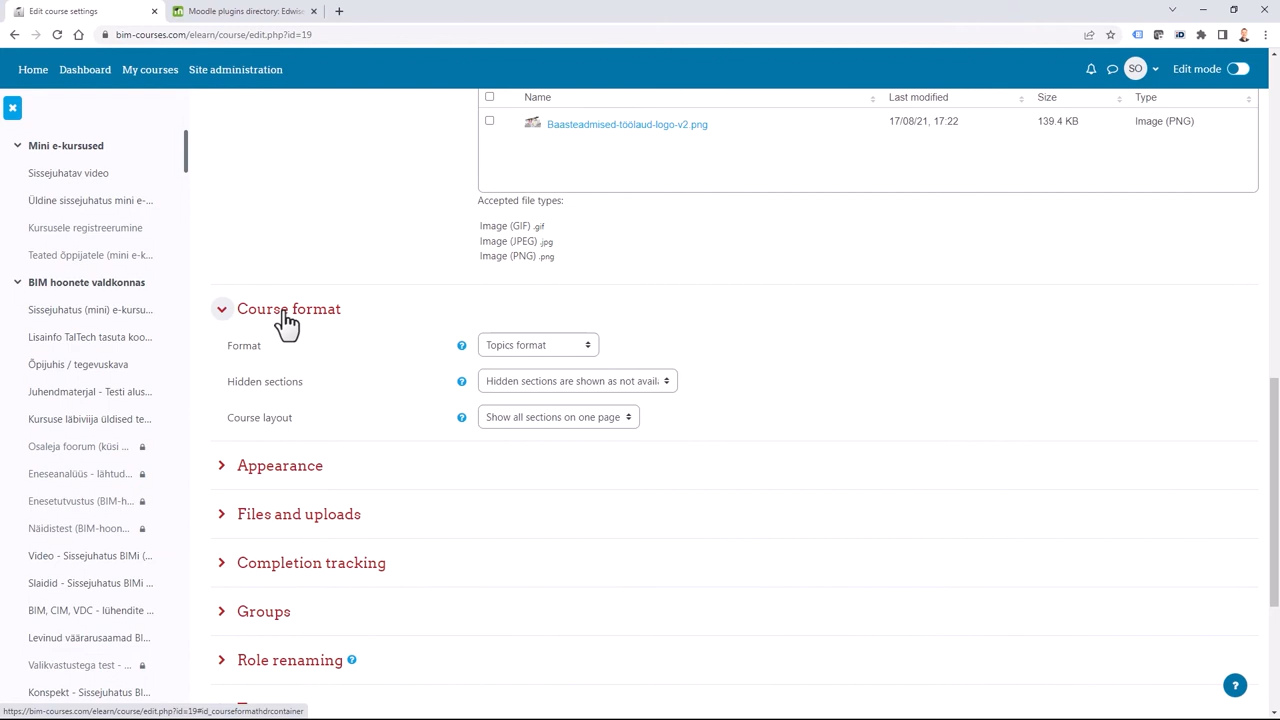 Edit course settings
Moodle plugins directory: Edwise
bim-courses.com/elearn/course/edit.php?id=19
Home Dashboard My courses Site administration
SO Edit mode
Name Last modified Size Type
Baasteadmised-töölaud-logo-v2.png 17/08/21, 17:22 139.4 KB Image (PNG)
Accepted file types:
Image (GIF) .gif
Image (JPEG) .jpg
Image (PNG) .png
Mini e-kursused
Sissejuhatav video
Üldine sissejuhatus mini e-...
Kursusele registreerumine
Teated õppijatele (mini e-k...
BIM hoonete valdkonnas
Sissejuhatus (mini) e-kursu...
Lisainfo TalTech tasuta koo...
Õpijuhis / tegevuskava
Juhendmaterjal - Testi alus...
Kursuse läbiviija üldised te...
Osaleja foorum (küsi ...
Eneseanalüüs - lähtud...
Enesetutvustus (BIM-h...
Näidistest (BIM-hoon...
Video - Sissejuhatus BIMi (...
Slaidid - Sissejuhatus BIMi ...
BIM, CIM, VDC - lühendite ...
Levinud väärarusaamad BI...
Valikvastustega test - ...
Konspekt - Sissejuhatus BI...
Course format
Format ? Topics format
Hidden sections ? Hidden sections are shown as not avail
Course layout ? Show all sections on one page
Appearance
Files and uploads
Completion tracking
Groups
Role renaming ?
?
https://bim-courses.com/elearn/course/edit.php?id=19#id_courseformathdrcontainer